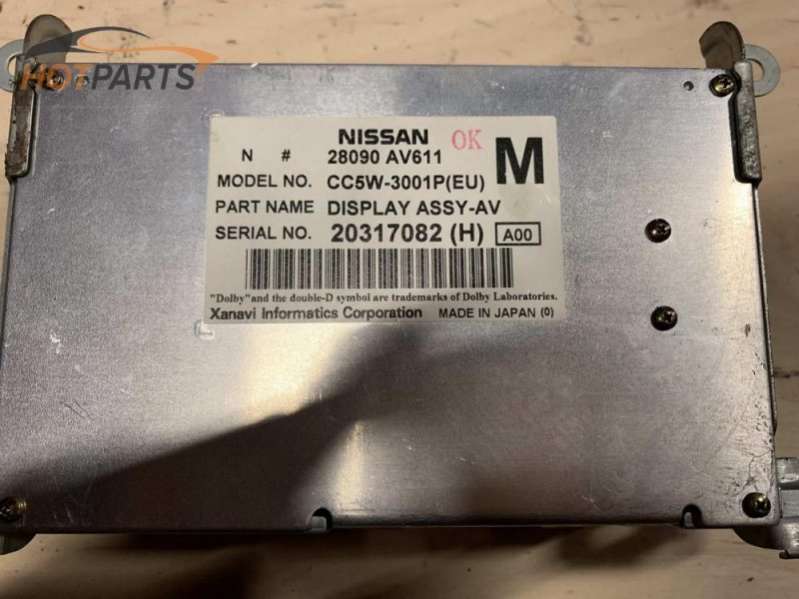 HOTPARTS
NISSAN OK M
N # 28090 AV611
MODEL NO. CC5W-3001P(EU)
PART NAME DISPLAY ASSY-AV
SERIAL NO. 20317082 (H) A00
"Dolby" and the double-D symbol are trademarks of Dolby Laboratories.
Xanavi Informatics Corporation MADE IN JAPAN (0)